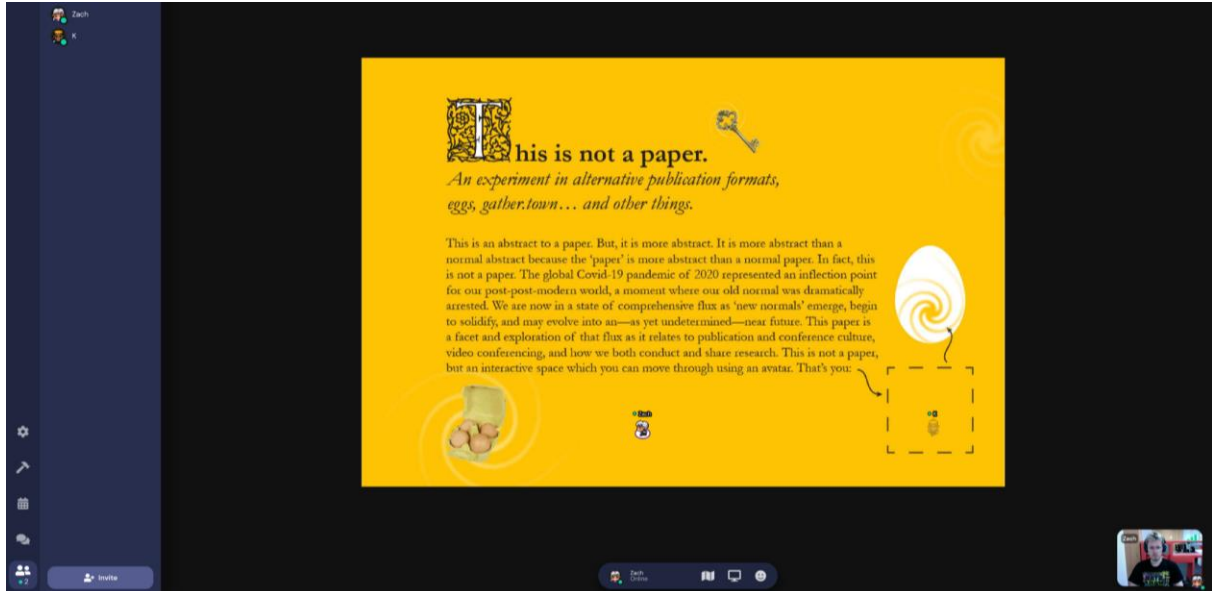 Zach
K
This is not a paper.
An experiment in alternative publication formats,
eggs, gather.town… and other things.
This is an abstract to a paper. But, it is more abstract. It is more abstract than a
normal abstract because the ‘paper’ is more abstract than a normal paper. In fact, this
is not a paper. The global Covid-19 pandemic of 2020 represented an inflection point
for our post-post-modern world, a moment where our old normal was dramatically
arrested. We are now in a state of comprehensive flux as ‘new normals’ emerge, begin
to solidify, and may evolve into an—as yet undetermined—near future. This paper is
a facet and exploration of that flux as it relates to publication and conference culture,
video conferencing, and how we both conduct and share research. This is not a paper,
but an interactive space which you can move through using an avatar. That’s you:
Zach
K
2
Invite
Zach
Online
Zach